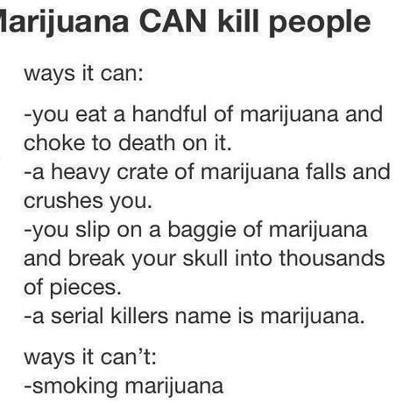 arijuana CAN kill people
ways it can:
-you eat a handful of marijuana and
choke to death on it.
-a heavy crate of marijuana falls and
crushes you.
-you slip on a baggie of marijuana
and break your skull into thousands
of pieces.
-a serial killers name is marijuana.
ways it can't:
-smoking marijuana